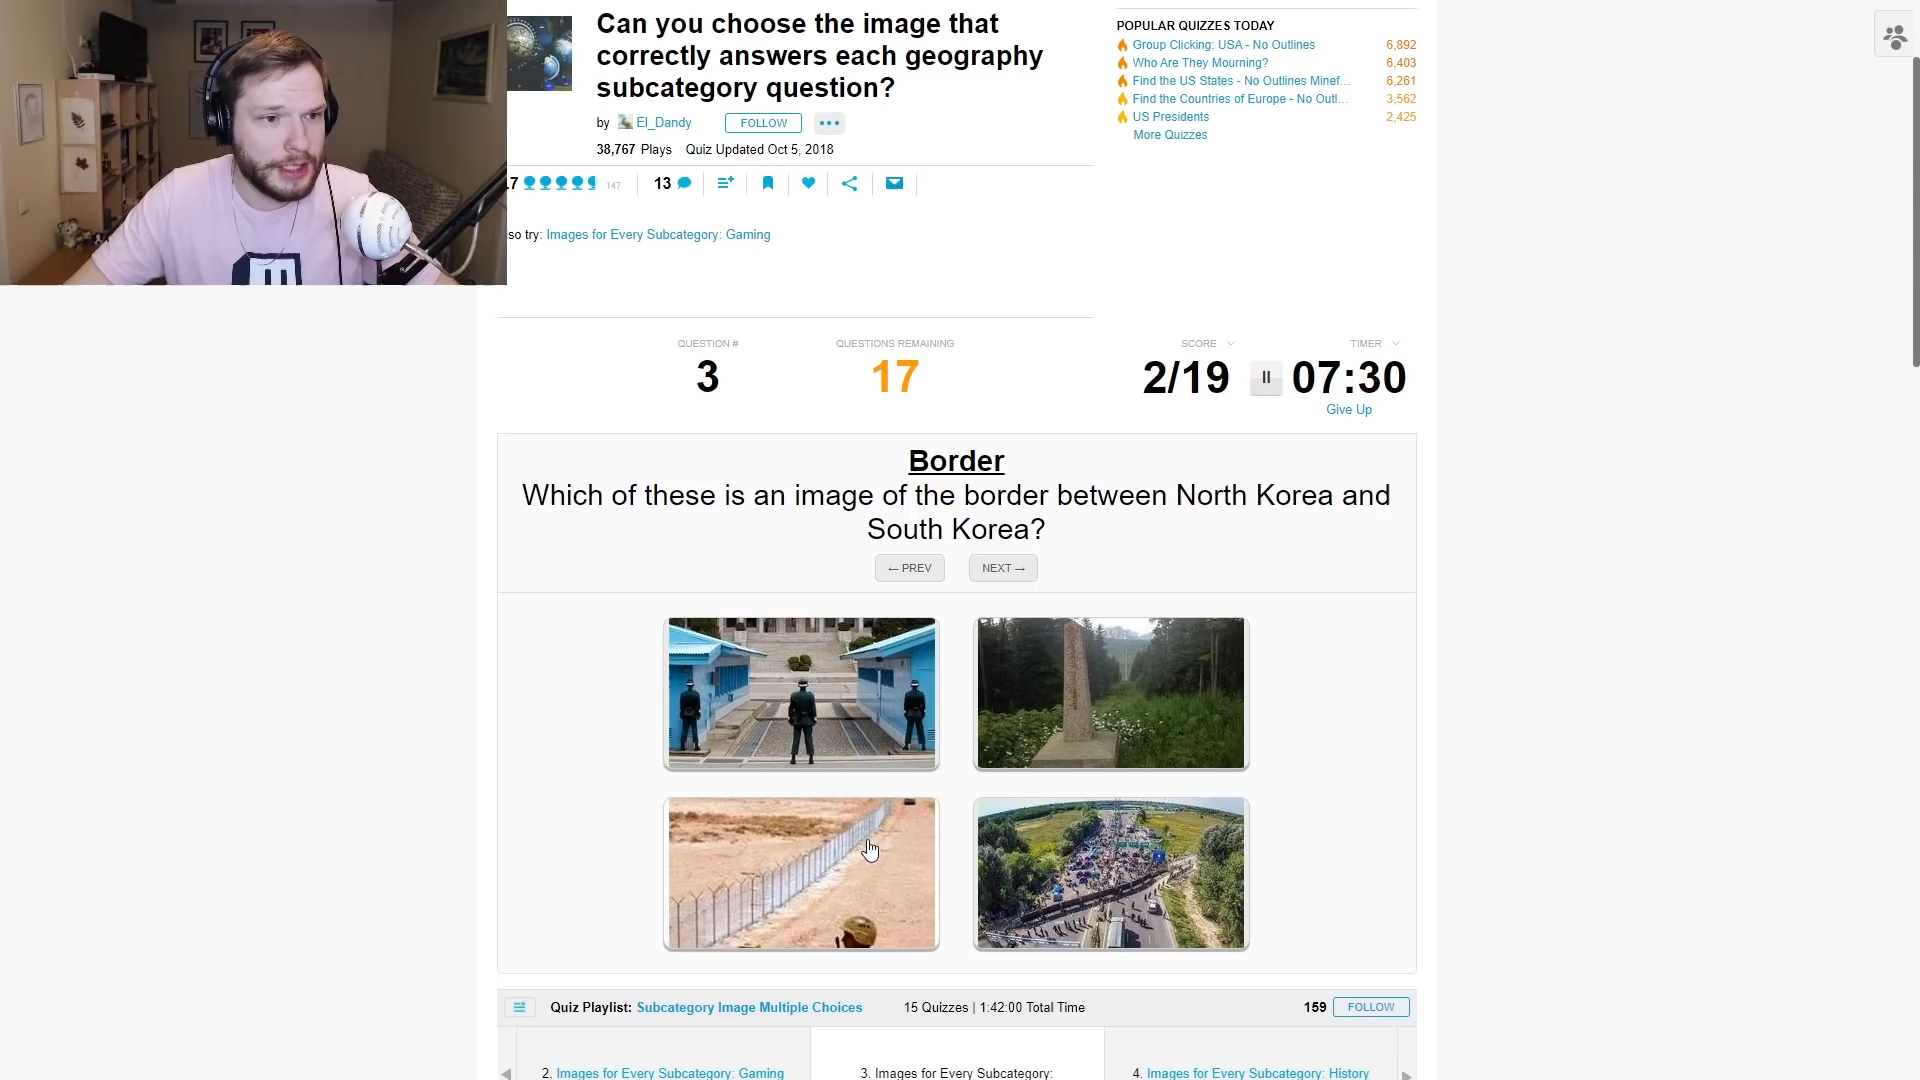 Can you choose the image that
correctly answers each geography
subcategory question?
by El_Dandy FOLLOW
38,767 Plays Quiz Updated Oct 5, 2018
.7 147 13
so try: Images for Every Subcategory: Gaming
POPULAR QUIZZES TODAY
Group Clicking: USA - No Outlines 6,892
Who Are They Mourning? 6,403
Find the US States - No Outlines Minef... 6,261
Find the Countries of Europe - No Outl... 3,562
US Presidents 2,425
More Quizzes
QUESTION # QUESTIONS REMAINING SCORE TIMER
3 17 2/19 07:30
Give Up
Border
Which of these is an image of the border between North Korea and
South Korea?
← PREV NEXT →
Quiz Playlist: Subcategory Image Multiple Choices 15 Quizzes | 1:42:00 Total Time 159 FOLLOW
2. Images for Every Subcategory: Gaming 3. Images for Every Subcategory: 4. Images for Every Subcategory: History